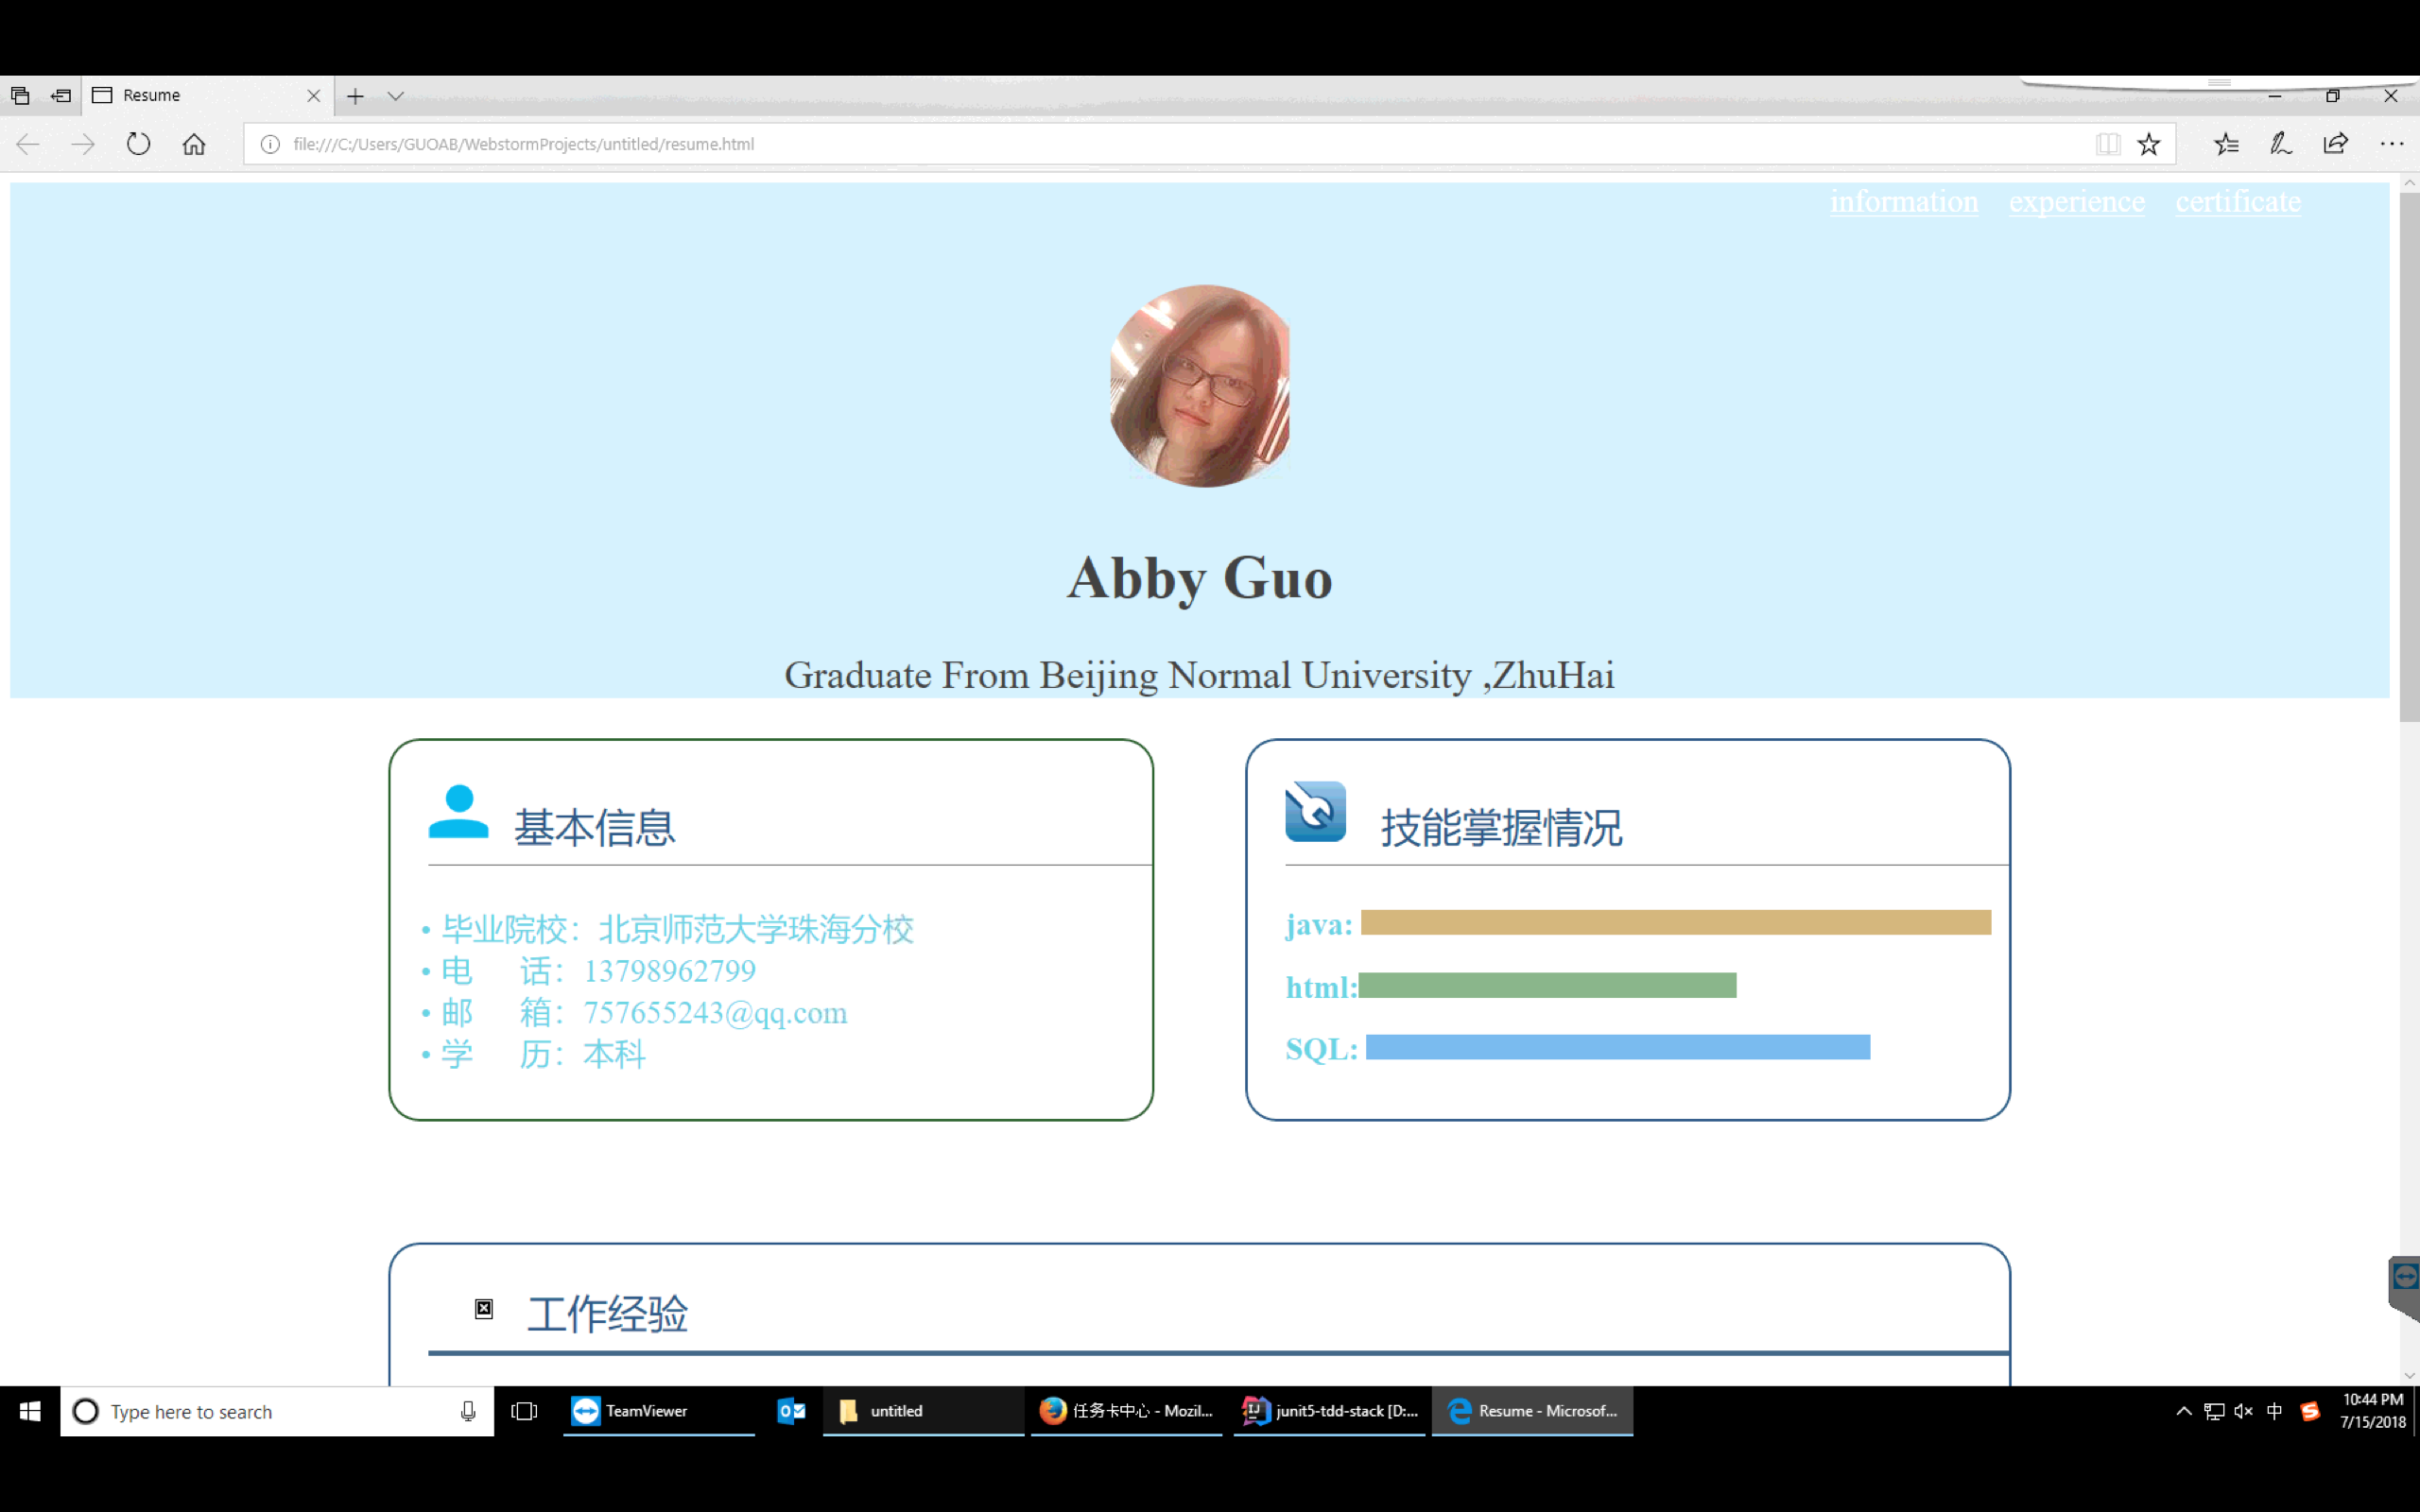 Resume
file:///C:/Users/GUOAB/WebstormProjects/untitled/resume.html
information experience certificate
Abby Guo
Graduate From Beijing Normal University ,ZhuHai
基本信息
• 毕业院校：北京师范大学珠海分校
• 电 话：13798962799
• 邮 箱：757655243@qq.com
• 学 历：本科
技能掌握情况
java:
html:
SQL:
工作经验
Type here to search
TeamViewer
untitled
任务卡中心 - Mozil...
junit5-tdd-stack [D:...
Resume - Microsof...
中
10:44 PM
7/15/2018